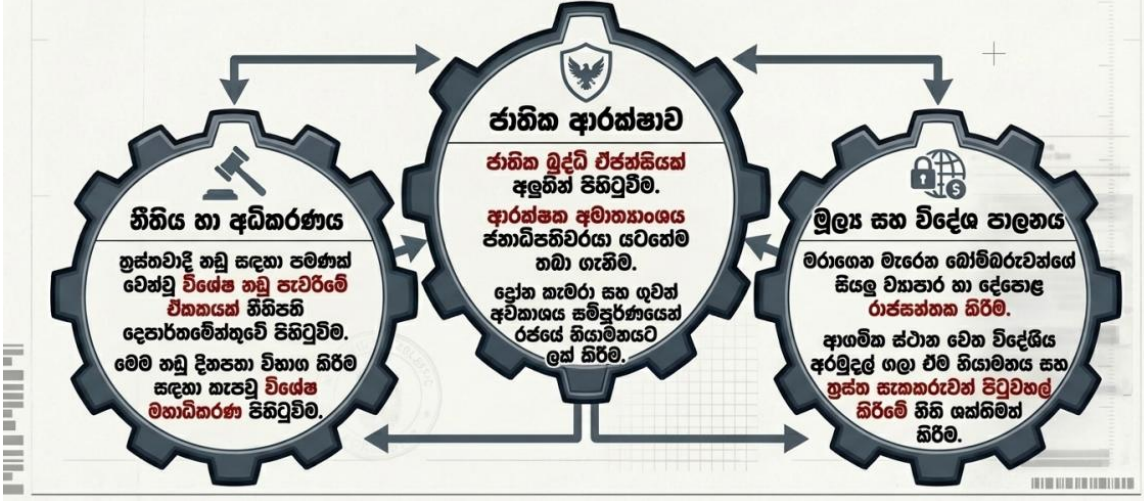 ජාතික ආරක්ෂාව
ජාතික බුද්ධි ඒජන්සියක්
අලුතින් පිහිටුවීම.
ආරක්ෂක අමාත්‍යාංශය
ජනාධිපතිවරයා යටතේම
තබා ගැනීම.
ද්‍රෝන කැමරා සහ ගුවන්
අවකාශය සම්පූර්ණයෙන්
රජයේ නියාමනයට
ලක් කිරීම.
නීතිය හා අධිකරණය
ත්‍රස්තවාදී නඩු සඳහා පමණක්
වෙන්වූ විශේෂ නඩු පැවරීමේ
ඒකකයක් නීතිපති
දෙපාර්තමේන්තුවේ පිහිටුවීම.
මෙම නඩු දිනපතා විභාග කිරීම
සඳහා කැපවූ විශේෂ
මහාධිකරණ පිහිටුවීම.
මූල්‍ය සහ විදේශ පාලනය
මරාගෙන මැරෙන බෝම්බරුවන්ගේ
සියලු ව්‍යාපාර හා දේපොළ
රාජසන්තක කිරීම.
ආගමික ස්ථාන වෙත විදේශීය
අරමුදල් ගලා ඒම නියාමනය සහ
ත්‍රස්ත සැකකරුවන් පිටුවහල්
කිරීමේ නීති ශක්තිමත්
කිරීම.